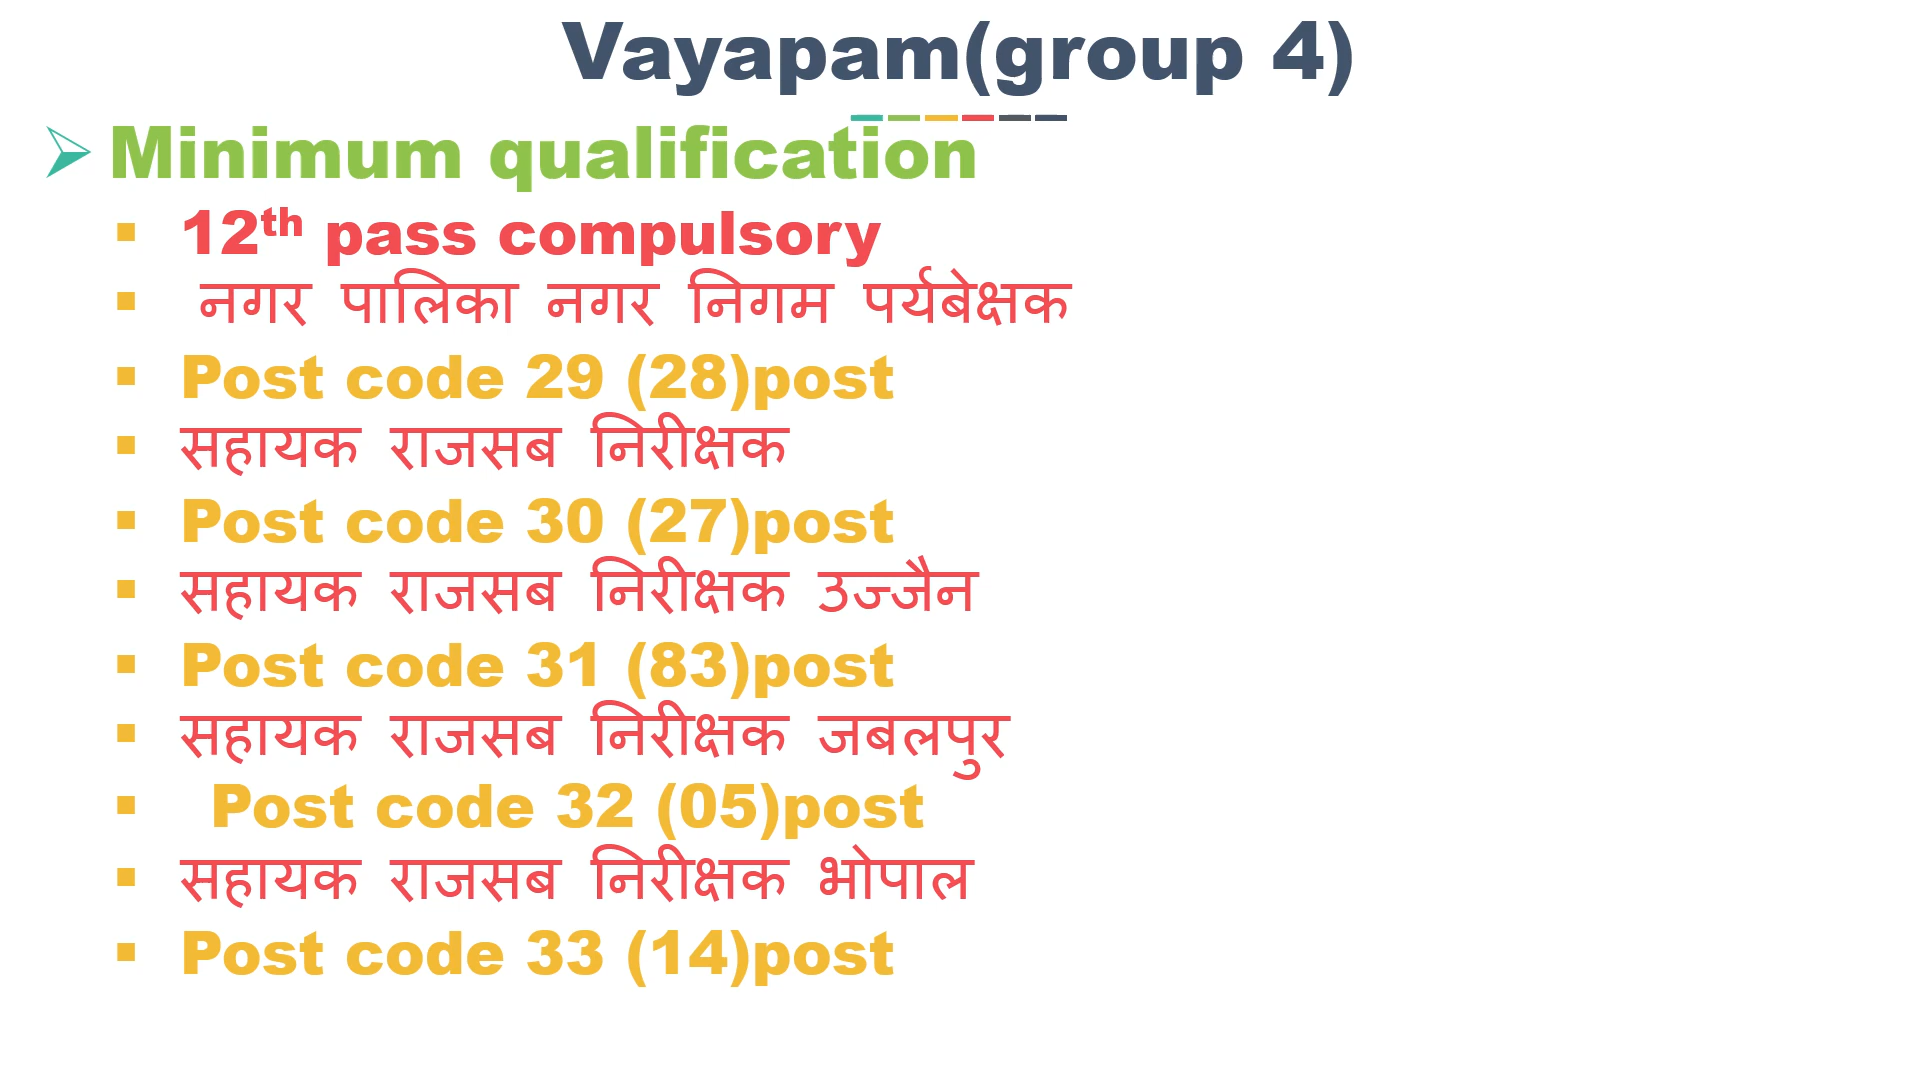 Vayapam(group 4)
Minimum qualification
12th pass compulsory
नगर पालिका नगर निगम पर्यबेक्षक
Post code 29 (28)post
सहायक राजसब निरीक्षक
Post code 30 (27)post
सहायक राजसब निरीक्षक उज्जैन
Post code 31 (83)post
सहायक राजसब निरीक्षक जबलपुर
Post code 32 (05)post
सहायक राजसब निरीक्षक भोपाल
Post code 33 (14)post